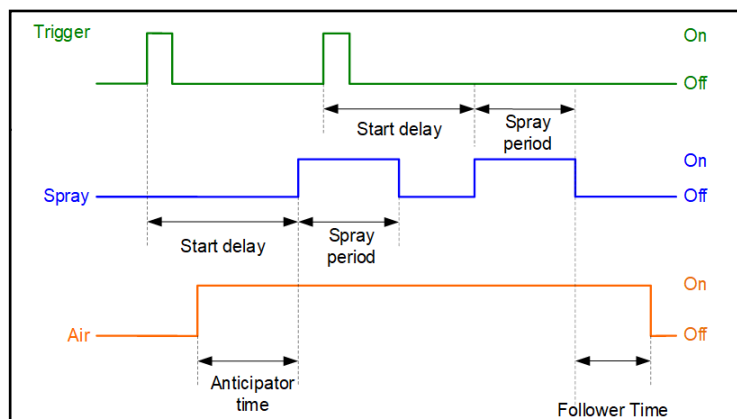 Trigger
On
Off
Start delay
Spray
period
On
Spray
Off
Start delay
Spray
period
On
Air
Off
Anticipator
time
Follower Time